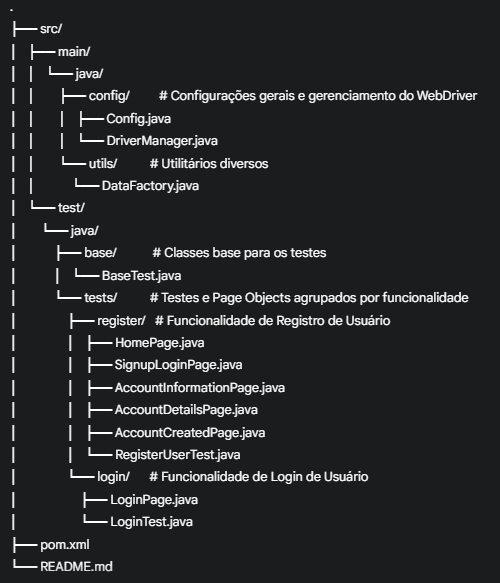 .
├── src/
│ ├── main/
│ │ └── java/
│ │ ├── config/ # Configurações gerais e gerenciamento do WebDriver
│ │ │ ├── Config.java
│ │ │ └── DriverManager.java
│ │ └── utils/ # Utilitários diversos
│ │ └── DataFactory.java
│ └── test/
│ └── java/
│ ├── base/ # Classes base para os testes
│ │ └── BaseTest.java
│ └── tests/ # Testes e Page Objects agrupados por funcionalidade
│ ├── register/ # Funcionalidade de Registro de Usuário
│ │ ├── HomePage.java
│ │ ├── SignupLoginPage.java
│ │ ├── AccountInformationPage.java
│ │ ├── AccountDetailsPage.java
│ │ ├── AccountCreatedPage.java
│ │ └── RegisterUserTest.java
│ └── login/ # Funcionalidade de Login de Usuário
│ ├── LoginPage.java
│ └── LoginTest.java
├── pom.xml
└── README.md